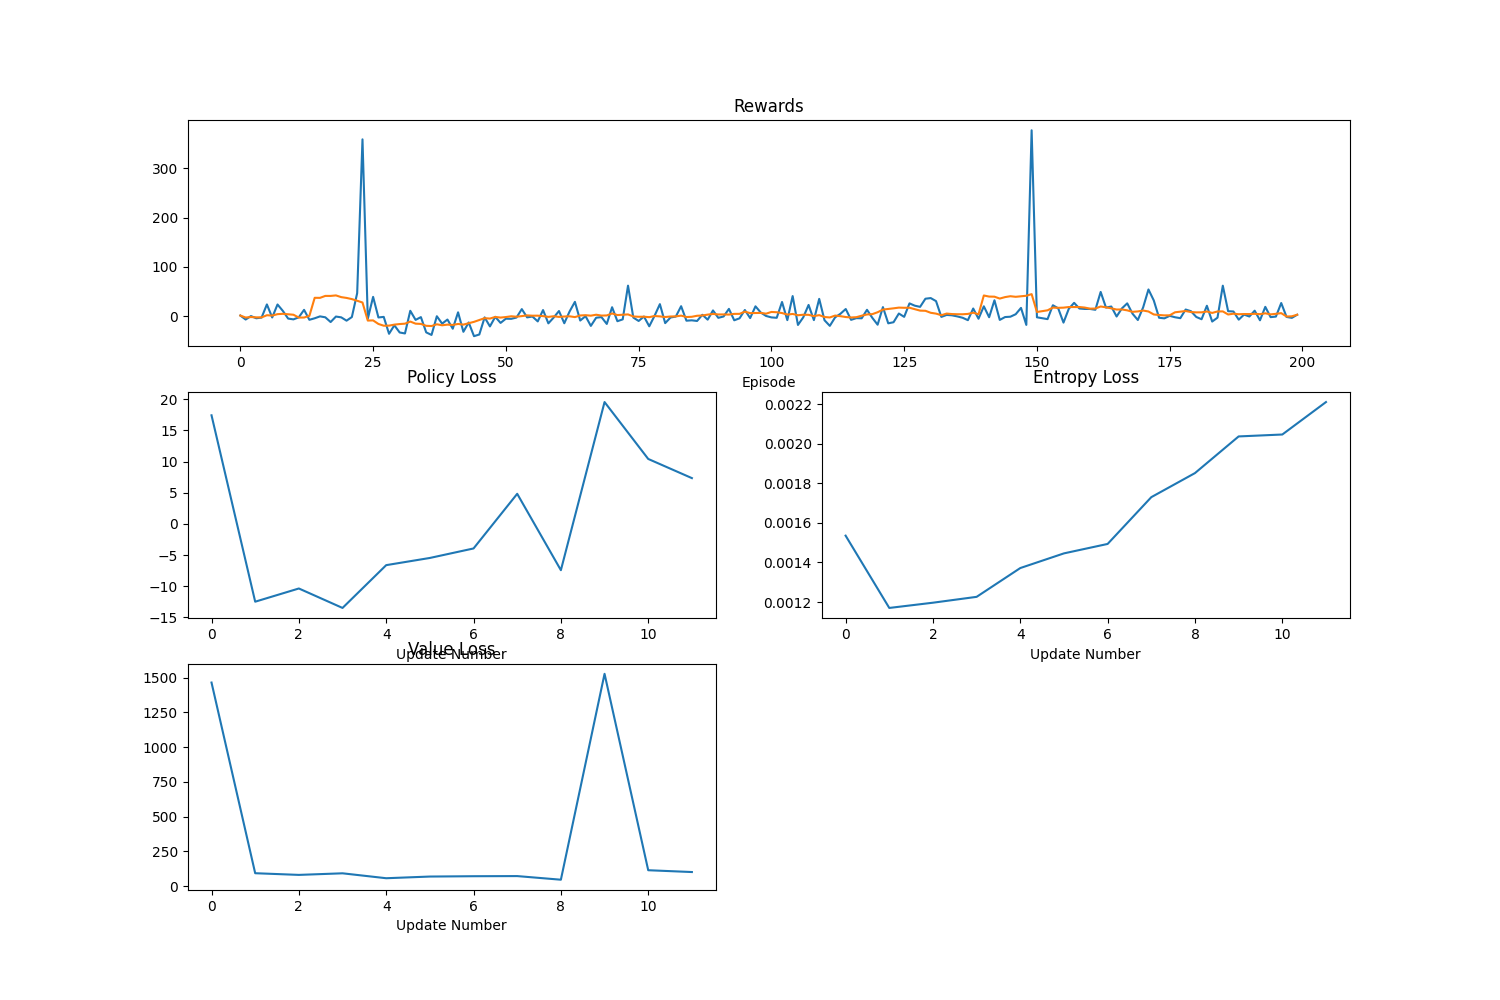 Rewards
300
200
100
0
0 25 50 75 100 125 150 175 200
Episode
Policy Loss
20
15
10
5
0
−5
−10
−15
0 2 4 6 8 10
Update Number
Entropy Loss
0.0022
0.0020
0.0018
0.0016
0.0014
0.0012
0 2 4 6 8 10
Update Number
Value Loss
1500
1250
1000
750
500
250
0
0 2 4 6 8 10
Update Number